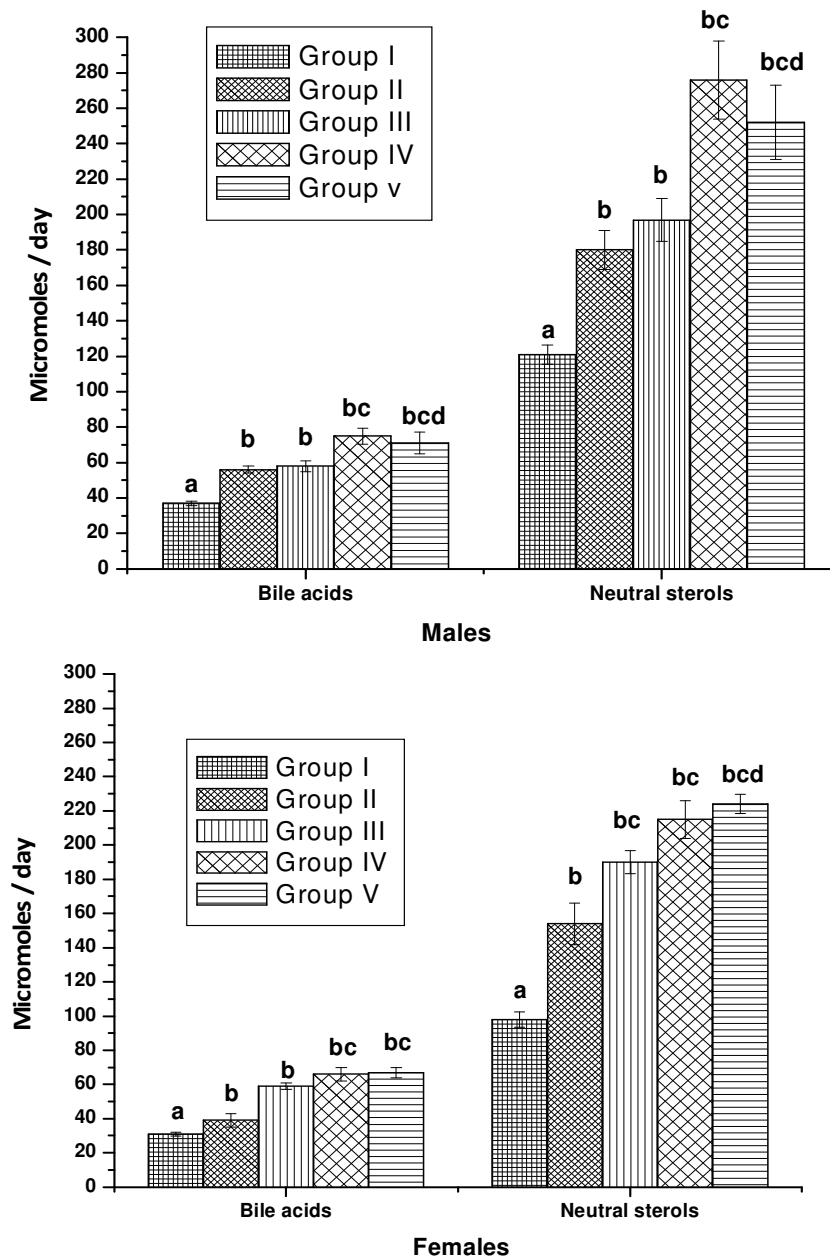 300
280
260
240
220
200
180
160
140
120
100
80
60
40
20
0
Micromoles / day
Group I
Group II
Group III
Group IV
Group v
a
b
b
bc
bcd
a
b
b
bc
bcd
Bile acids
Neutral sterols
Males
300
280
260
240
220
200
180
160
140
120
100
80
60
40
20
0
Micromoles / day
Group I
Group II
Group III
Group IV
Group V
a
b
b
bc
bc
a
b
bc
bc
bcd
Bile acids
Neutral sterols
Females